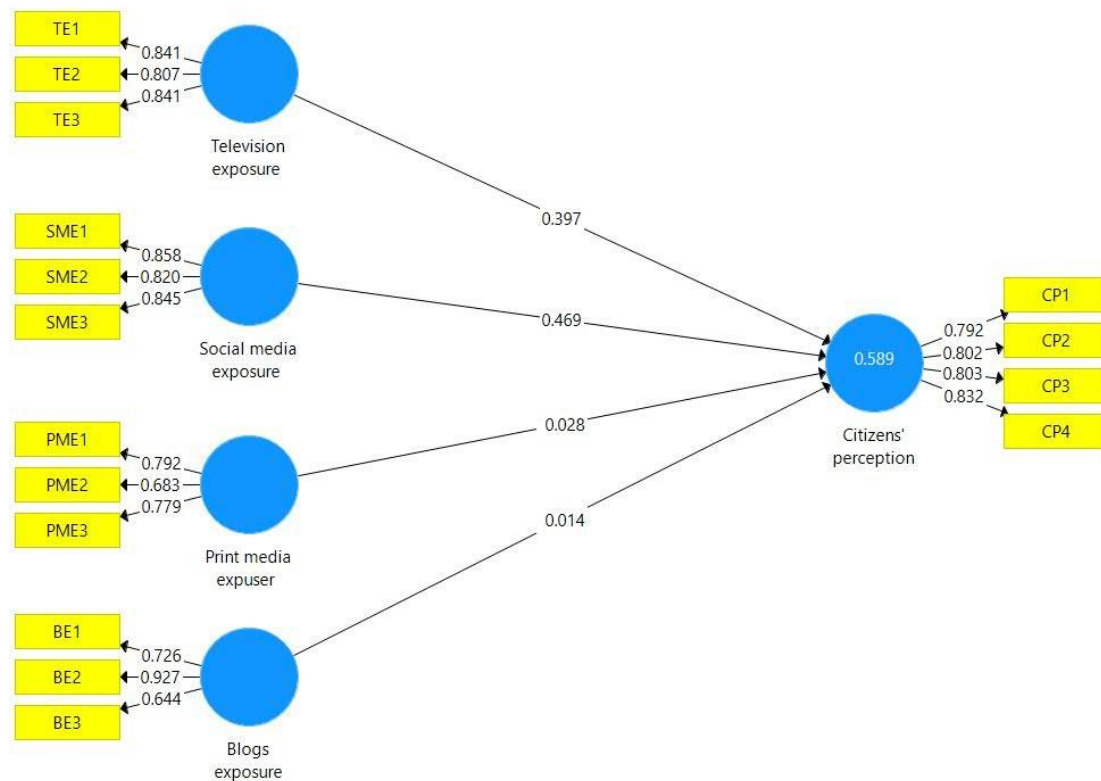 TE1
0.841
TE2
0.807
TE3
0.841
Television
exposure
0.397
SME1
0.858
SME2
0.820
SME3
0.845
Social media
exposure
0.469
PME1
0.792
PME2
0.683
PME3
0.779
Print media
expuser
0.028
BE1
0.726
BE2
0.927
BE3
0.644
Blogs
exposure
0.014
0.589
Citizens'
perception
CP1
0.792
CP2
0.802
CP3
0.803
CP4
0.832